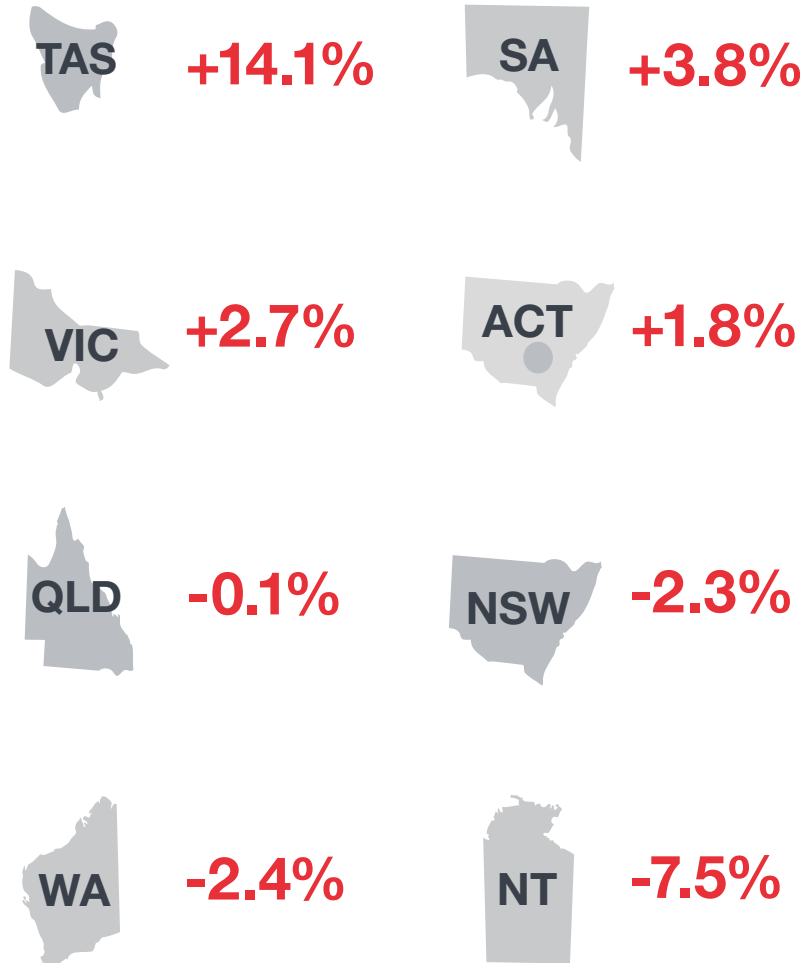 TAS +14.1%
SA +3.8%
VIC +2.7%
ACT +1.8%
QLD -0.1%
NSW -2.3%
WA -2.4%
NT -7.5%